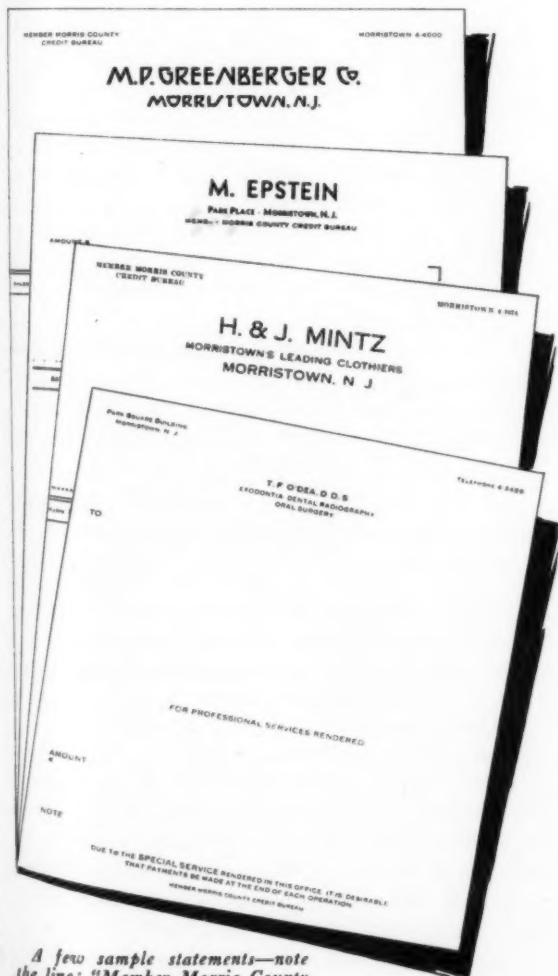 MEMBER MORRIS COUNTY
CREDIT BUREAU
MORRISTOWN 4-4000
M.P. GREENBERGER CO.
MORRISTOWN, N.J.
M. EPSTEIN
PARK PLACE - MORRISTOWN, N. J.
MORRIS COUNTY CREDIT BUREAU
AMOUNT $
MEMBER MORRIS COUNTY
CREDIT BUREAU
MORRISTOWN
H. & J. MINTZ
MORRISTOWN'S LEADING CLOTHIERS
MORRISTOWN, N J
PARK SQUARE BUILDING
MORRISTOWN, N. J.
TELEPHONE
T. F O'DEA, D D S
EXODONTIA DENTAL RADIOGRAPHY
ORAL SURGERY
TO
FOR PROFESSIONAL SERVICES RENDERED
AMOUNT
NOTE
DUE TO THE SPECIAL SERVICE RENDERED IN THIS OFFICE IT IS DESIRABLE
THAT PAYMENTS BE MADE AT THE END OF EACH OPERATION
MEMBER MORRIS COUNTY CREDIT BUREAU
A few sample statements—note
the line: "Member Morris County